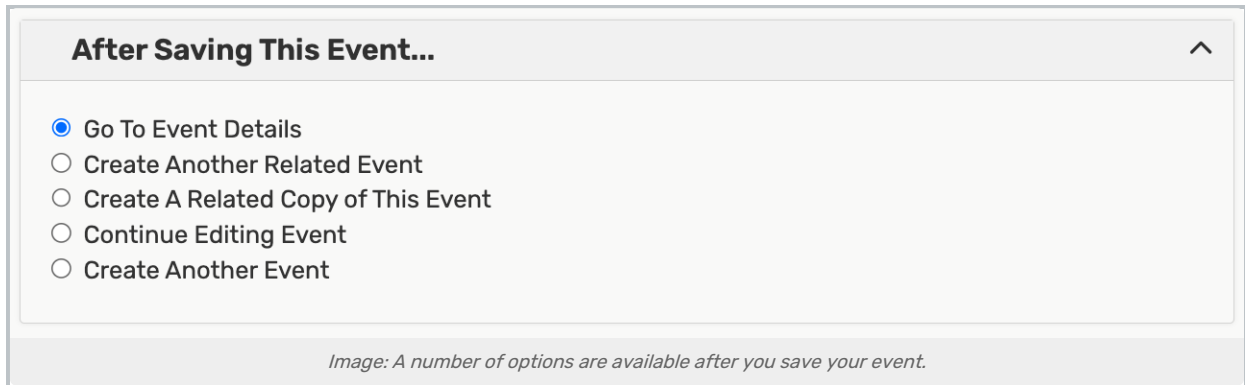 After Saving This Event...
Go To Event Details
Create Another Related Event
Create A Related Copy of This Event
Continue Editing Event
Create Another Event
Image: A number of options are available after you save your event.